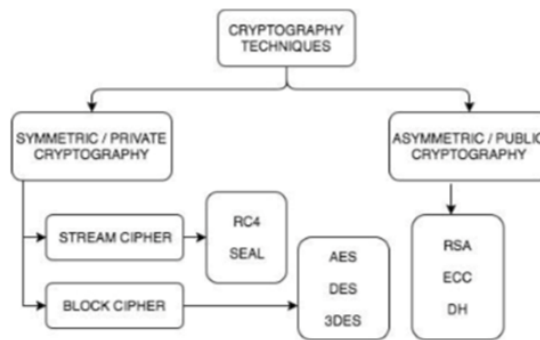 CRYPTOGRAPHY
TECHNIQUES
SYMMETRIC / PRIVATE
CRYPTOGRAPHY
ASYMMETRIC / PUBLIC
CRYPTOGRAPHY
STREAM CIPHER
RC4
SEAL
BLOCK CIPHER
AES
DES
3DES
RSA
ECC
DH